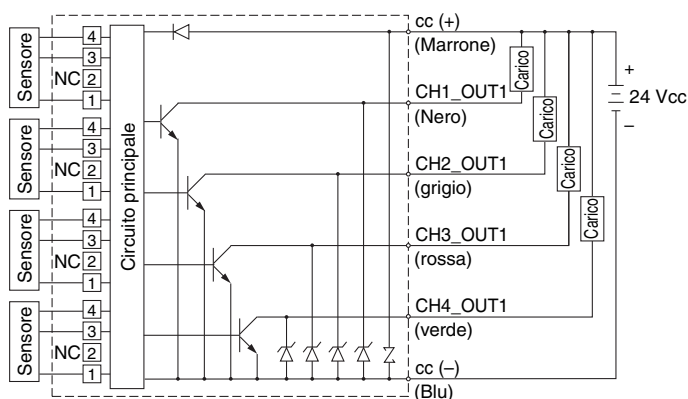 Sensore
4
3
NC 2
1
Sensore
4
3
NC 2
1
Sensore
4
3
NC 2
1
Sensore
4
3
NC 2
1
Circuito principale
cc (+)
(Marrone)
CH1_OUT1
(Nero)
CH2_OUT1
(grigio)
CH3_OUT1
(rossa)
CH4_OUT1
(verde)
cc (–)
(Blu)
Carico
Carico
Carico
Carico
+
24 Vcc
–